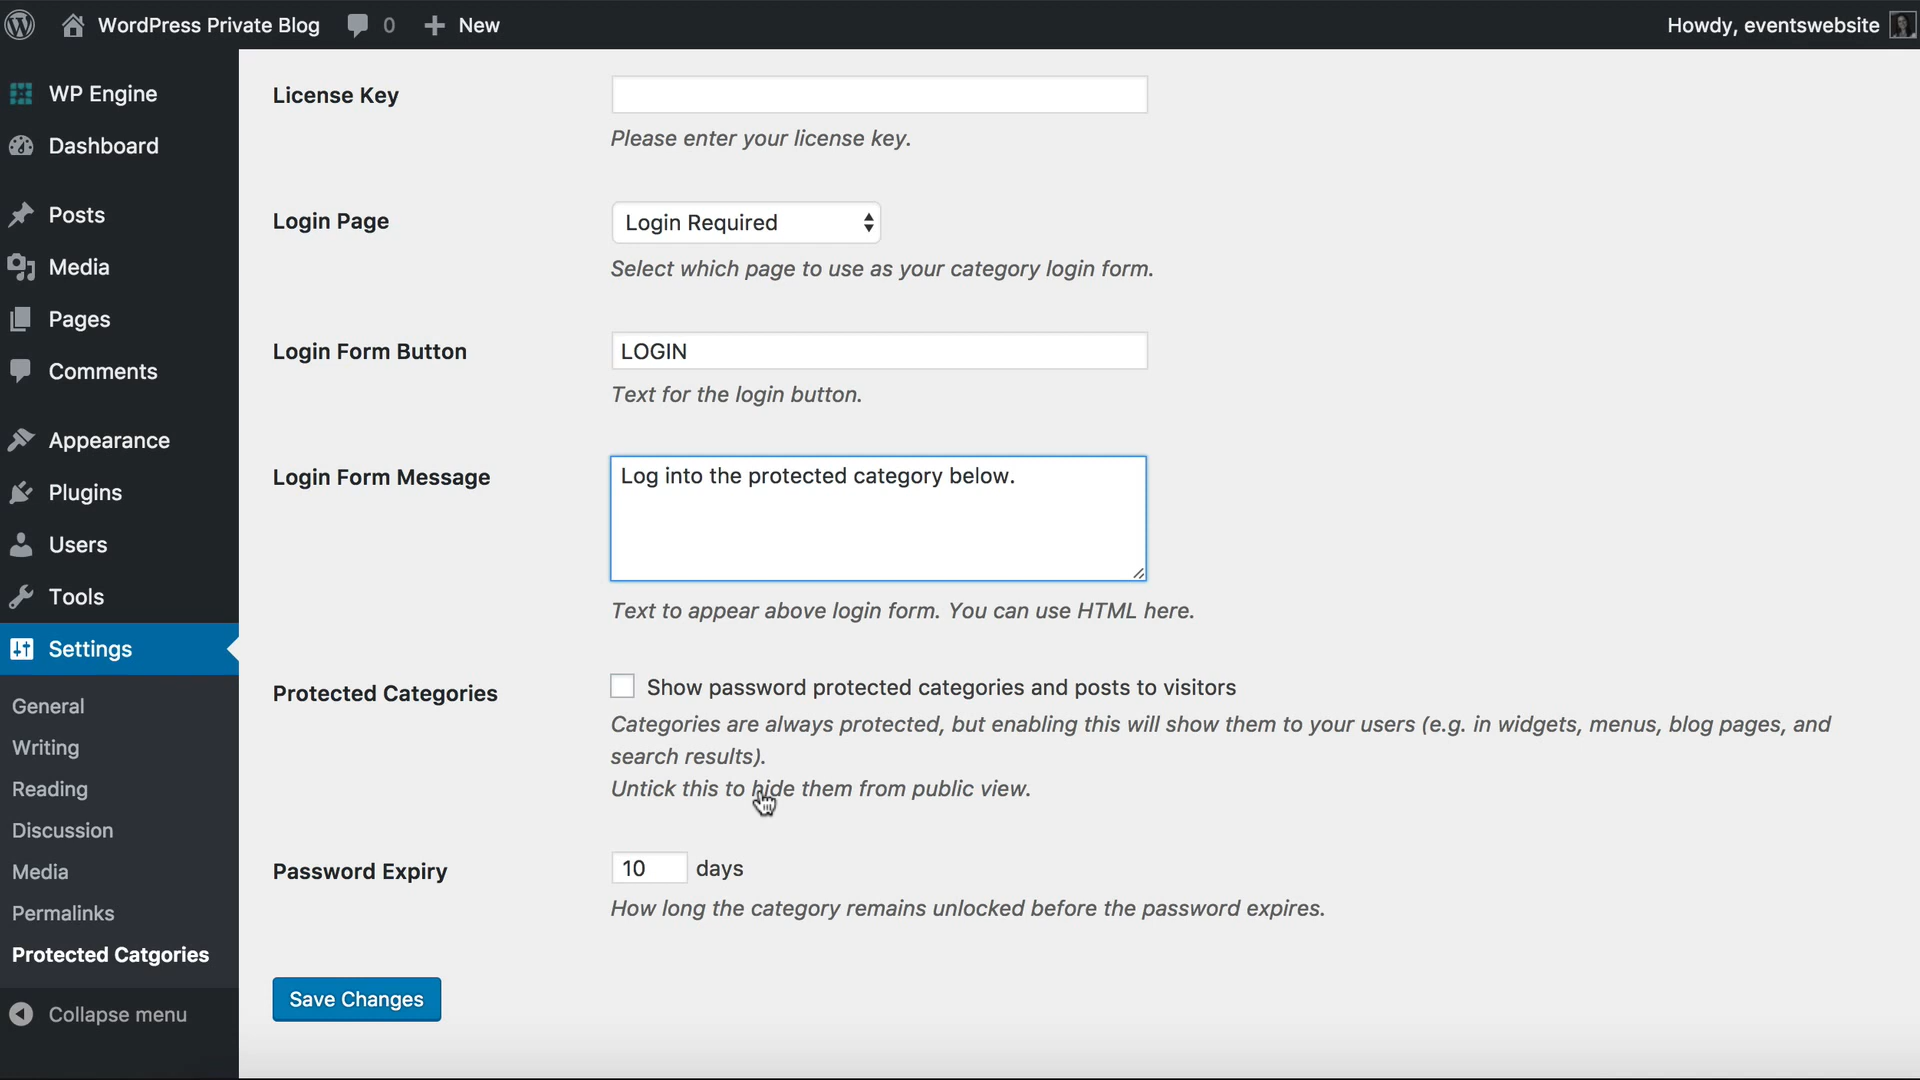 WordPress Private Blog 0 New Howdy, eventswebsite
WP Engine
Dashboard
Posts
Media
Pages
Comments
Appearance
Plugins
Users
Tools
Settings
General
Writing
Reading
Discussion
Media
Permalinks
Protected Catgories
Collapse menu
License Key
Please enter your license key.
Login Page Login Required
Select which page to use as your category login form.
Login Form Button LOGIN
Text for the login button.
Login Form Message Log into the protected category below.
Text to appear above login form. You can use HTML here.
Protected Categories Show password protected categories and posts to visitors
Categories are always protected, but enabling this will show them to your users (e.g. in widgets, menus, blog pages, and
search results).
Untick this to hide them from public view.
Password Expiry 10 days
How long the category remains unlocked before the password expires.
Save Changes